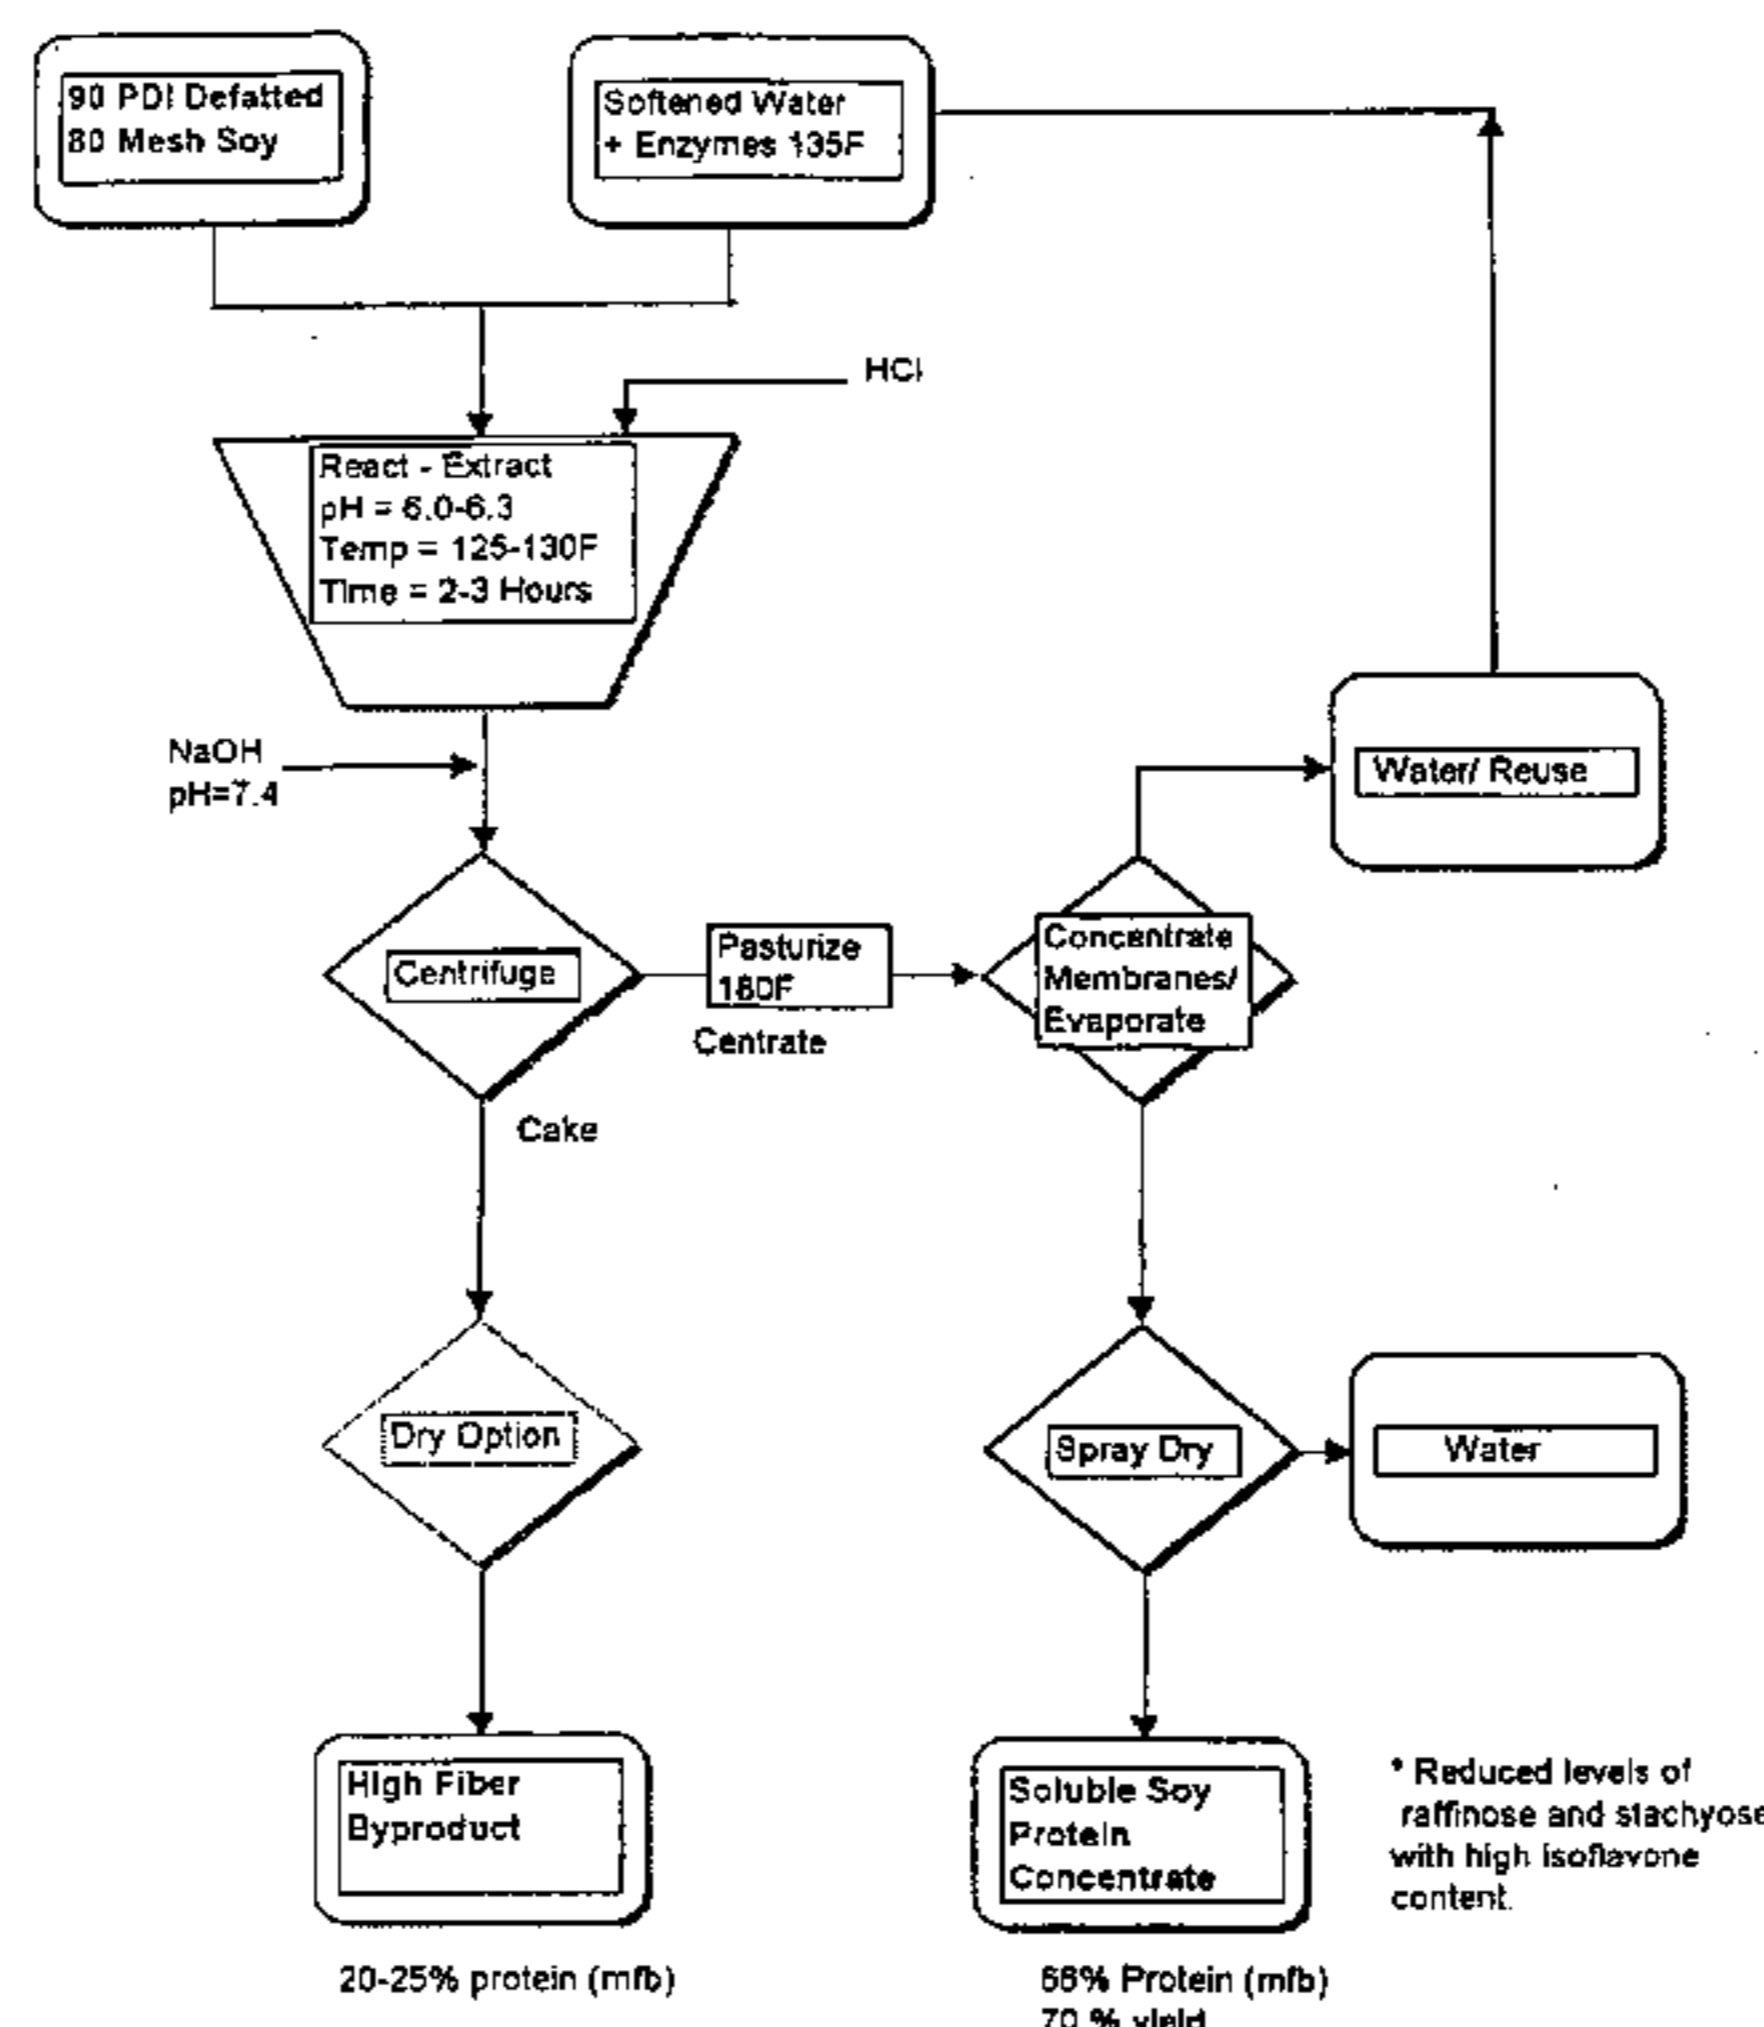 90 PDI Defatted
80 Mesh Soy
Softened Water
+ Enzymes 135F
HCl
React - Extract
pH = 6.0-6.3
Temp = 125-130F
Time = 2-3 Hours
NaOH
pH=7.4
Water/ Reuse
Centrifuge
Pasturize
180F
Centrate
Concentrate
Membranes/
Evaporate
Cake
Dry Option
Spray Dry
Water
High Fiber
Byproduct
Soluble Soy
Protein
Concentrate
* Reduced levels of
raffinose and stachyose
with high isoflavone
content.
20-25% protein (mfb)
Protein (mfb)
70 % yield